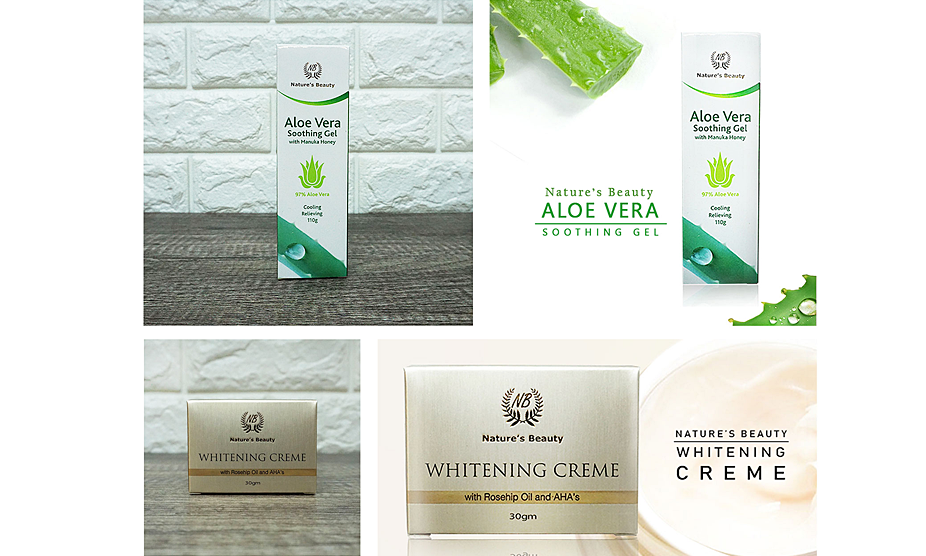 NB
Nature's Beauty
Aloe Vera
Soothing Gel
with Manuka Honey
97% Aloe Vera
Cooling
Relieving
110g
Nature's Beauty
ALOE VERA
SOOTHING GEL
NB
Nature's Beauty
Aloe Vera
Soothing Gel
with Manuka Honey
97% Aloe Vera
Cooling
Relieving
110g
NB
Nature's Beauty
WHITENING CREME
with Rosehip Oil and AHA's
30gm
NB
Nature's Beauty
WHITENING CREME
with Rosehip Oil and·AHA's
30gm
NATURE'S BEAUTY
WHITENING
CREME